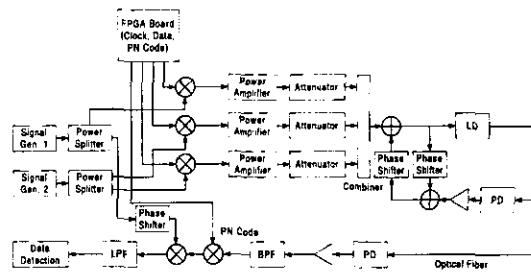 FPGA Board
(Clock, Data,
PN Code)
Power
Amplifier
Attenuator
Signal
Gen. 1
Power
Splitter
Power
Amplifier
Attenuator
LD
Power
Amplifier
Attenuator
Phase
Shifter
Phase
Shifter
Signal
Gen. 2
Power
Splitter
Combiner
PD
Phase
Shifter
PN Code
Data
Detection
LPF
BPF
PD
Optical Fiber